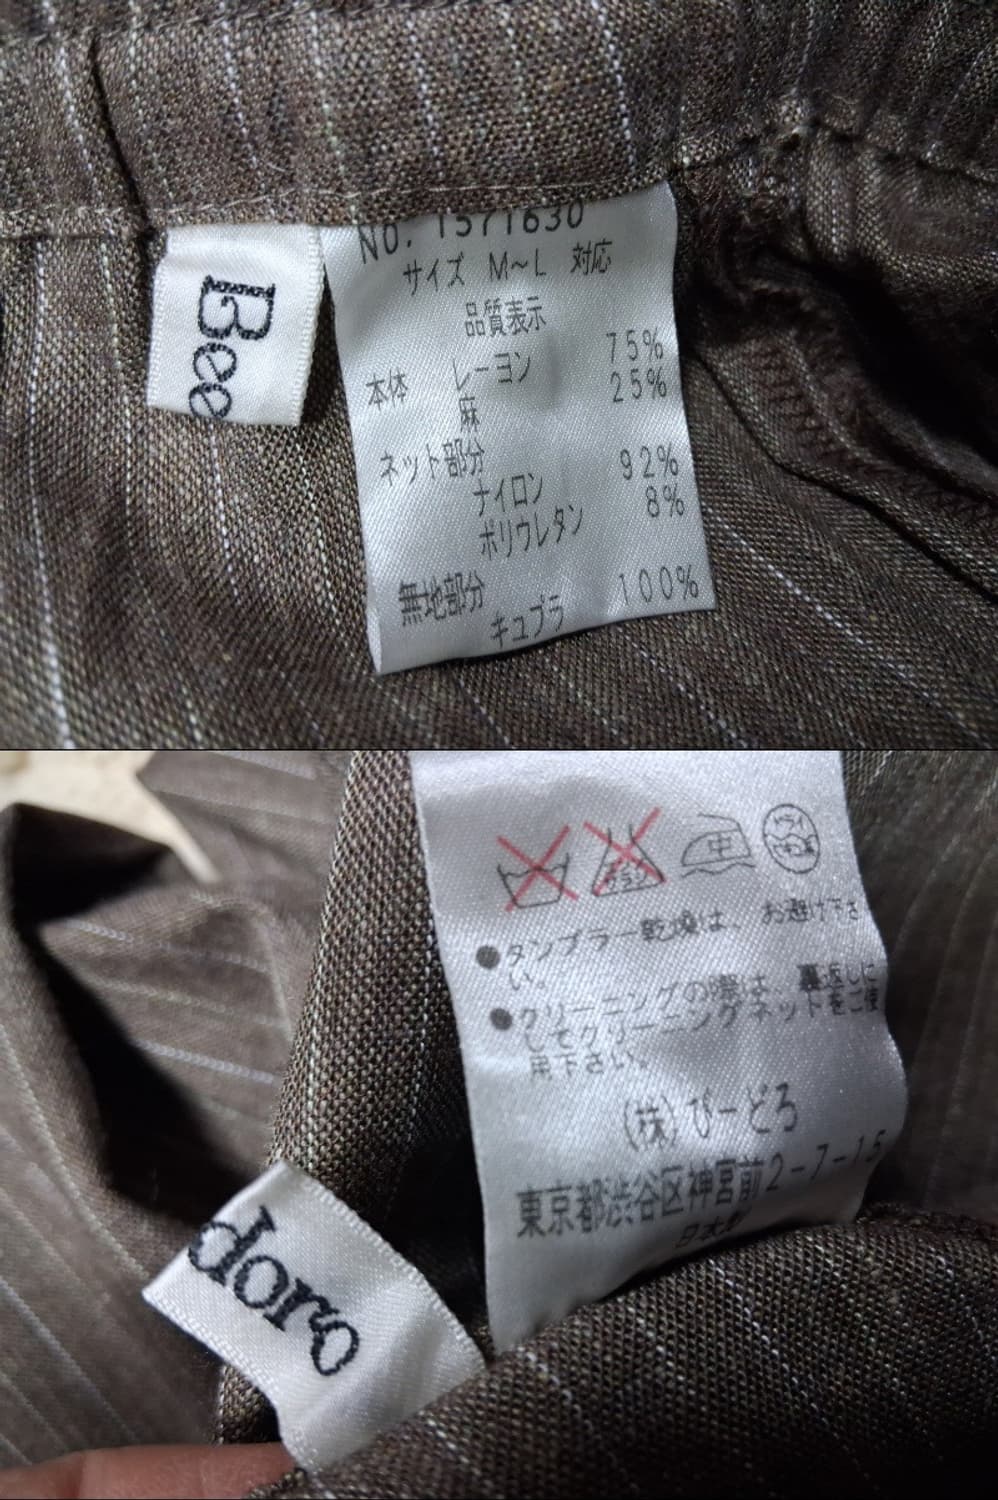 Bee
No. 1571630
サイズ M～L 対応
品質表示
本体 レーヨン 75%
麻 25%
ネット部分
ナイロン 92%
ポリウレタン 8%
無地部分
キュプラ 100%
中
ドライ
●タンブラー乾燥は、お避け下さ
い。
●クリーニングの際は、裏返しに
してクリーニングネットをご使
用下さい。
(株)びーどろ
東京都渋谷区神宮前2-7-15
日本製
doro